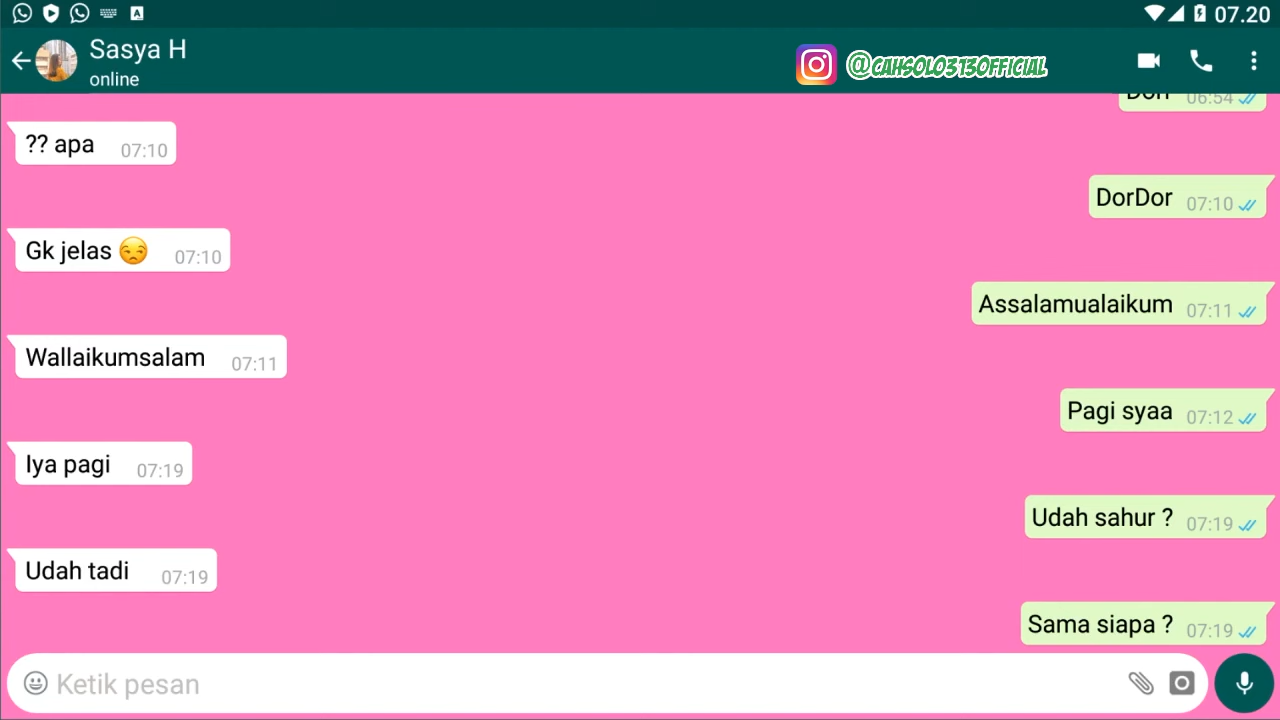 07.20
Sasya H
online
@CAHSOLO313OFFICIAL
06:54
?? apa 07:10
DorDor 07:10
Gk jelas 😒 07:10
Assalamualaikum 07:11
Wallaikumsalam 07:11
Pagi syaa 07:12
Iya pagi 07:19
Udah sahur ? 07:19
Udah tadi 07:19
Sama siapa ? 07:19
Ketik pesan